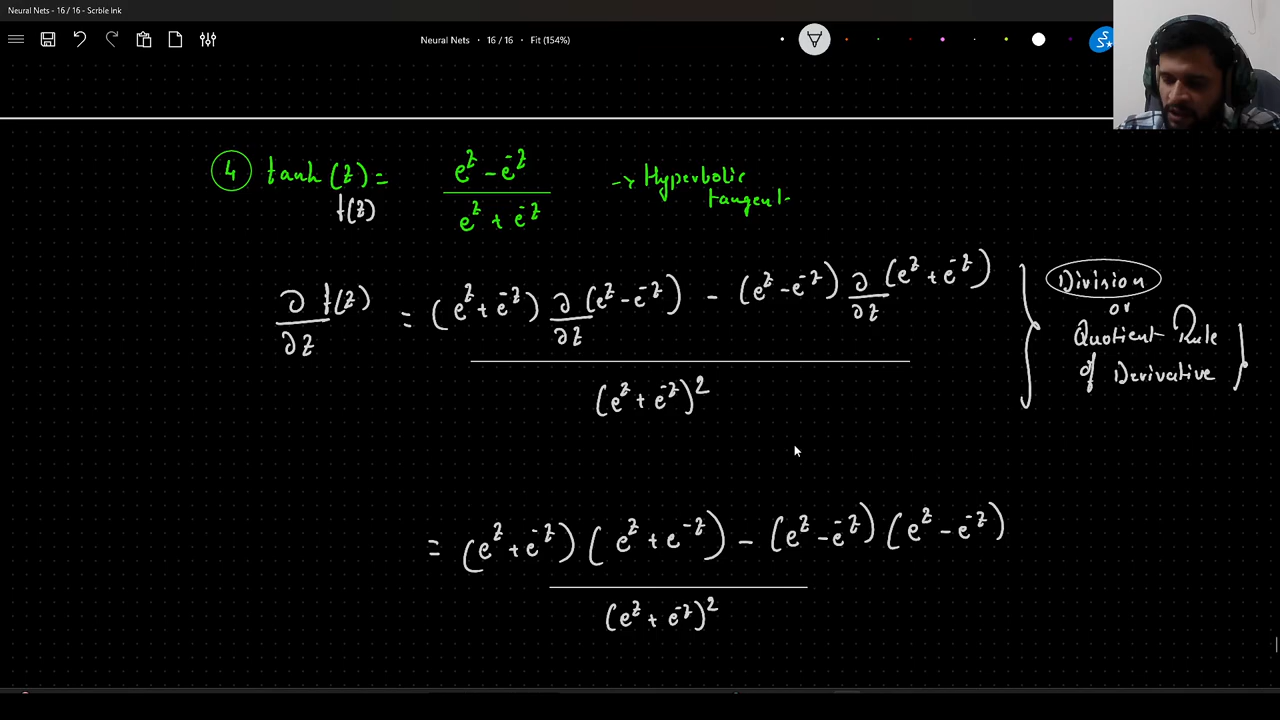 Neural Nets - 16 / 16 - Scrble Ink
Neural Nets · 16 / 16 · Fit (154%)
④ tanh(z) = (e^z - e^-z) / (e^z + e^-z) → Hyperbolic tangent
f(z)
∂/∂z f(z) = ((e^z + e^-z) ∂/∂z (e^z - e^-z) - (e^z - e^-z) ∂/∂z (e^z + e^-z)) / (e^z + e^-z)^2
Division
or
Quotient Rule
of Derivative
= ((e^z + e^-z)(e^z + e^-z) - (e^z - e^-z)(e^z - e^-z)) / (e^z + e^-z)^2